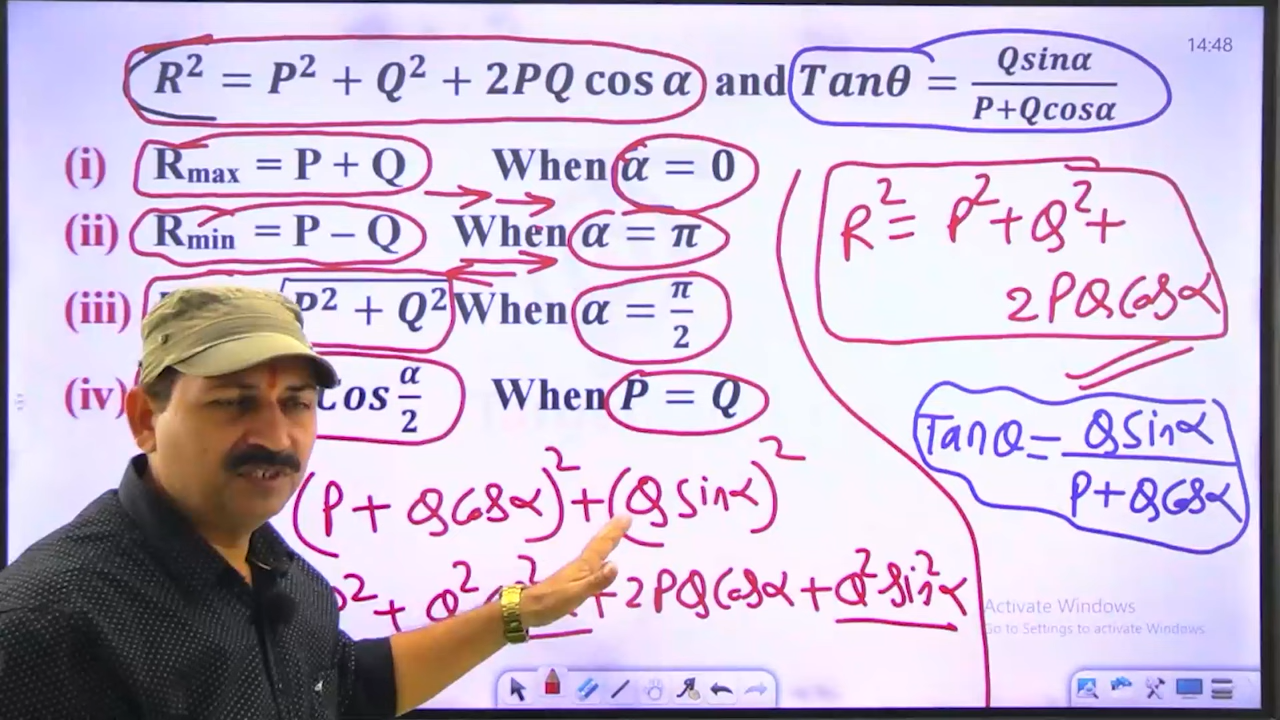 14:48
R² = P² + Q² + 2PQ cos α and Tanθ = Qsinα / P+Qcosα
(i) Rmax = P + Q When α = 0
(ii) Rmin = P – Q When α = π
(iii) P² + Q² When α = π/2
(iv) Cos α/2 When P = Q
R² = P² + Q² +
2PQ Cosα
Tanθ = QSinα / P+QCosα
(P + QCosα)² + (QSinα)²
+ 2PQCosα + Q²Sin²α
Activate Windows
Go to Settings to activate Windows.